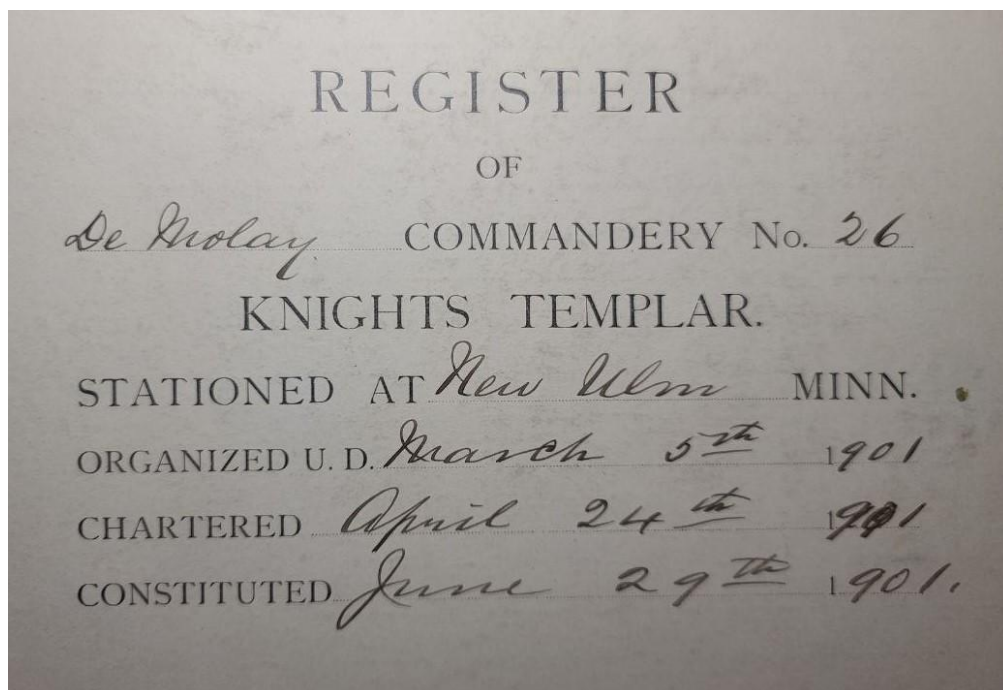 REGISTER
OF
De Molay COMMANDERY No. 26
KNIGHTS TEMPLAR.
STATIONED AT New Ulm MINN.
ORGANIZED U. D. March 5th 1901
CHARTERED April 24th 1901
CONSTITUTED June 29th 1901.